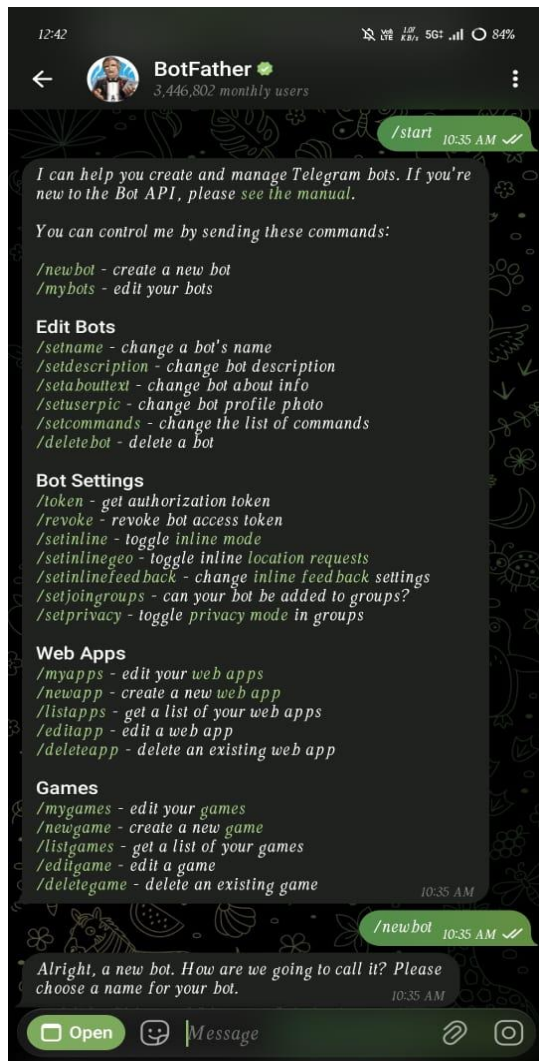 12:42
VoD LTE 1.07 KB/s 5G‡ 84%
BotFather
3,446,802 monthly users
/start 10:35 AM
I can help you create and manage Telegram bots. If you're
new to the Bot API, please see the manual.
You can control me by sending these commands:
/newbot - create a new bot
/mybots - edit your bots
Edit Bots
/setname - change a bot's name
/setdescription - change bot description
/setabouttext - change bot about info
/setuserpic - change bot profile photo
/setcommands - change the list of commands
/deletebot - delete a bot
Bot Settings
/token - get authorization token
/revoke - revoke bot access token
/setinline - toggle inline mode
/setinlinegeo - toggle inline location requests
/setinlinefeedback - change inline feedback settings
/setjoingroups - can your bot be added to groups?
/setprivacy - toggle privacy mode in groups
Web Apps
/myapps - edit your web apps
/newapp - create a new web app
/listapps - get a list of your web apps
/editapp - edit a web app
/deleteapp - delete an existing web app
Games
/mygames - edit your games
/newgame - create a new game
/listgames - get a list of your games
/editgame - edit a game
/deletegame - delete an existing game
10:35 AM
/newbot 10:35 AM
Alright, a new bot. How are we going to call it? Please
choose a name for your bot.
10:35 AM
Open Message